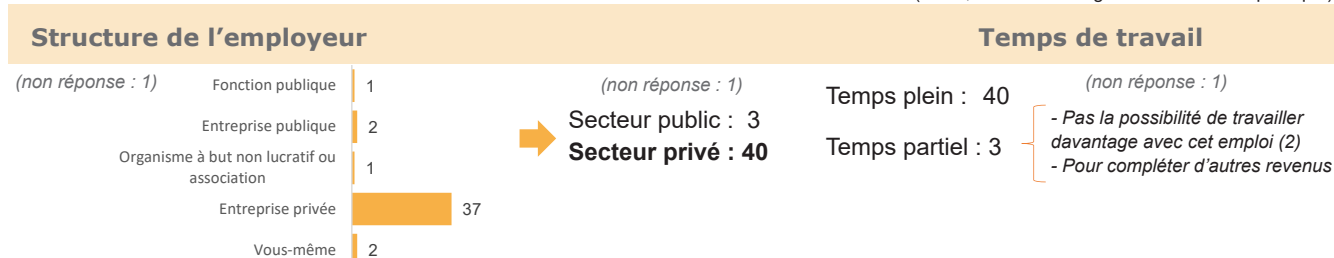 Structure de l'employeur
Temps de travail
(non réponse : 1)
Fonction publique 1
Entreprise publique 2
Organisme à but non lucratif ou
association
1
Entreprise privée 37
Vous-même 2
(non réponse : 1)
Secteur public : 3
Secteur privé : 40
Temps plein : 40
Temps partiel : 3
(non réponse : 1)
- Pas la possibilité de travailler
davantage avec cet emploi (2)
- Pour compléter d'autres revenus